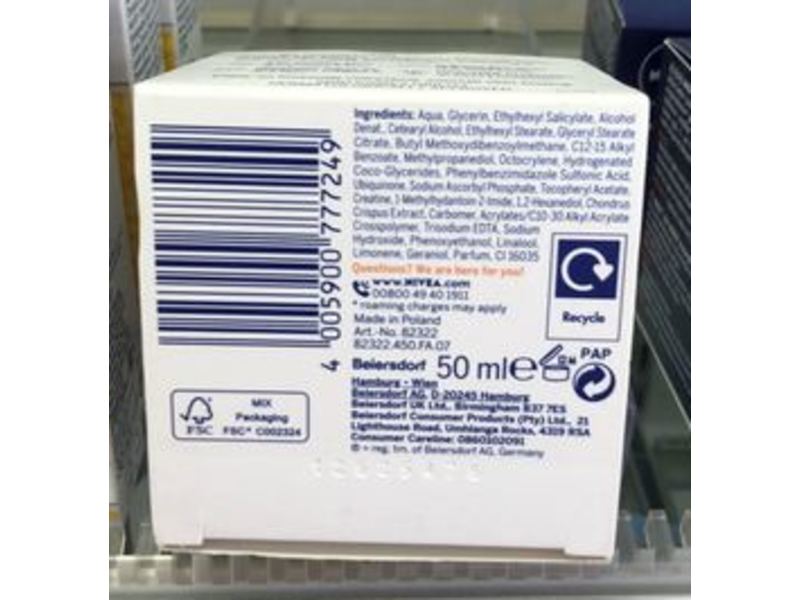 Ingredients: Aqua, Glycerin, Ethylhexyl Salicylate, Alcohol
Denat., Cetearyl Alcohol, Ethylhexyl Stearate, Glyceryl Stearate
Citrate, Butyl Methoxydibenzoylmethane, C12-15 Alkyl
Benzoate, Methylpropanediol, Octocrylene, Hydrogenated
Coco-Glycerides, Phenylbenzimidazole Sulfonic Acid,
Ubiquinone, Sodium Ascorbyl Phosphate, Tocopheryl Acetate,
Creatine, 1-Methylhydantoin-2-Imide, 1,2-Hexanediol, Chondrus
Crispus Extract, Carbomer, Acrylates/C10-30 Alkyl Acrylate
Crosspolymer, Trisodium EDTA, Sodium
Hydroxide, Phenoxyethanol, Linalool,
Limonene, Geraniol, Parfum, CI 16035
Questions? We are here for you!
www.NIVEA.com
00800 49 40 1911
* roaming charges may apply
Made in Poland
Art.-No. 82322
82322.450.FA.07
Beiersdorf 50 ml e
Hamburg • Wien
Beiersdorf AG, D-20245 Hamburg
Beiersdorf UK Ltd., Birmingham B37 7ES
Beiersdorf Consumer Products (Pty) Ltd., 21
Lighthouse Road, Umhlanga Rocks, 4319 RSA
Consumer Careline: 0860102091
® = reg. tm. of Beiersdorf AG, Germany
Recycle
PAP
4 005900 777249
FSC
MIX
Packaging
FSC® C002324